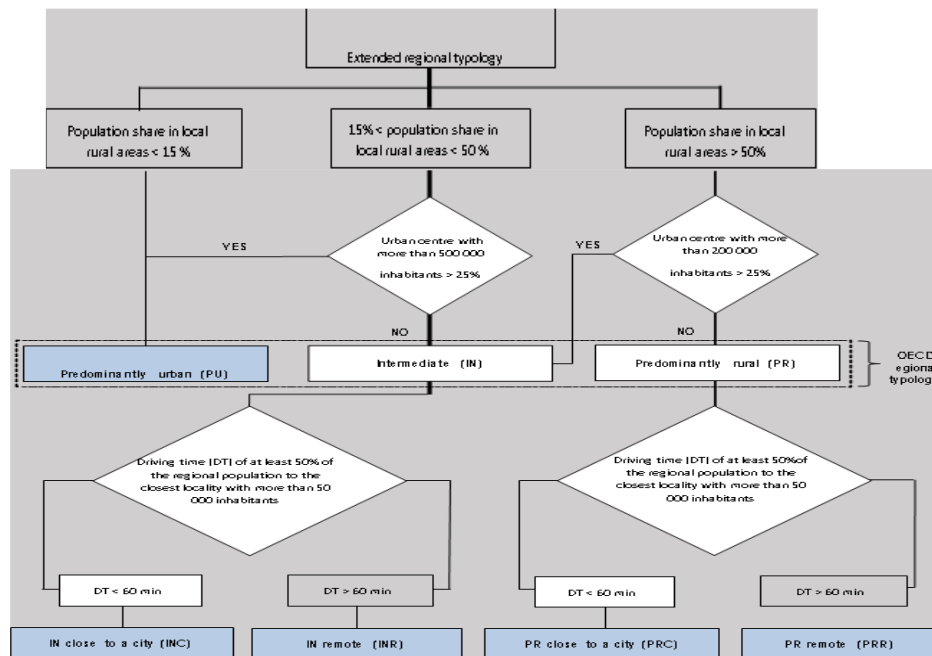 Extended regional typology
Population share in local
rural areas < 15 %
15% < population share in
local rural areas < 50 %
Population share in local
rural areas > 50%
YES
Urban centre with
more than 500 000
inhabitants > 25%
YES
Urban centre with more
than 200 000
inhabitants > 25%
NO
NO
Predominantly urban (PU)
Intermediate (IN)
Predominantly rural (PR)
OECD
egiona
typolog
Driving time (DT) of at least 50% of
the regional population to the
closest locality with more than 50
000 inhabitants
Driving time (DT) of at least 50% of
the regional population to the
closest locality with more than 50
000 inhabitants
DT < 60 min
DT > 60 min
DT < 60 min
DT > 60 min
IN close to a city (INC)
IN remote (INR)
PR close to a city (PRC)
PR remote (PRR)